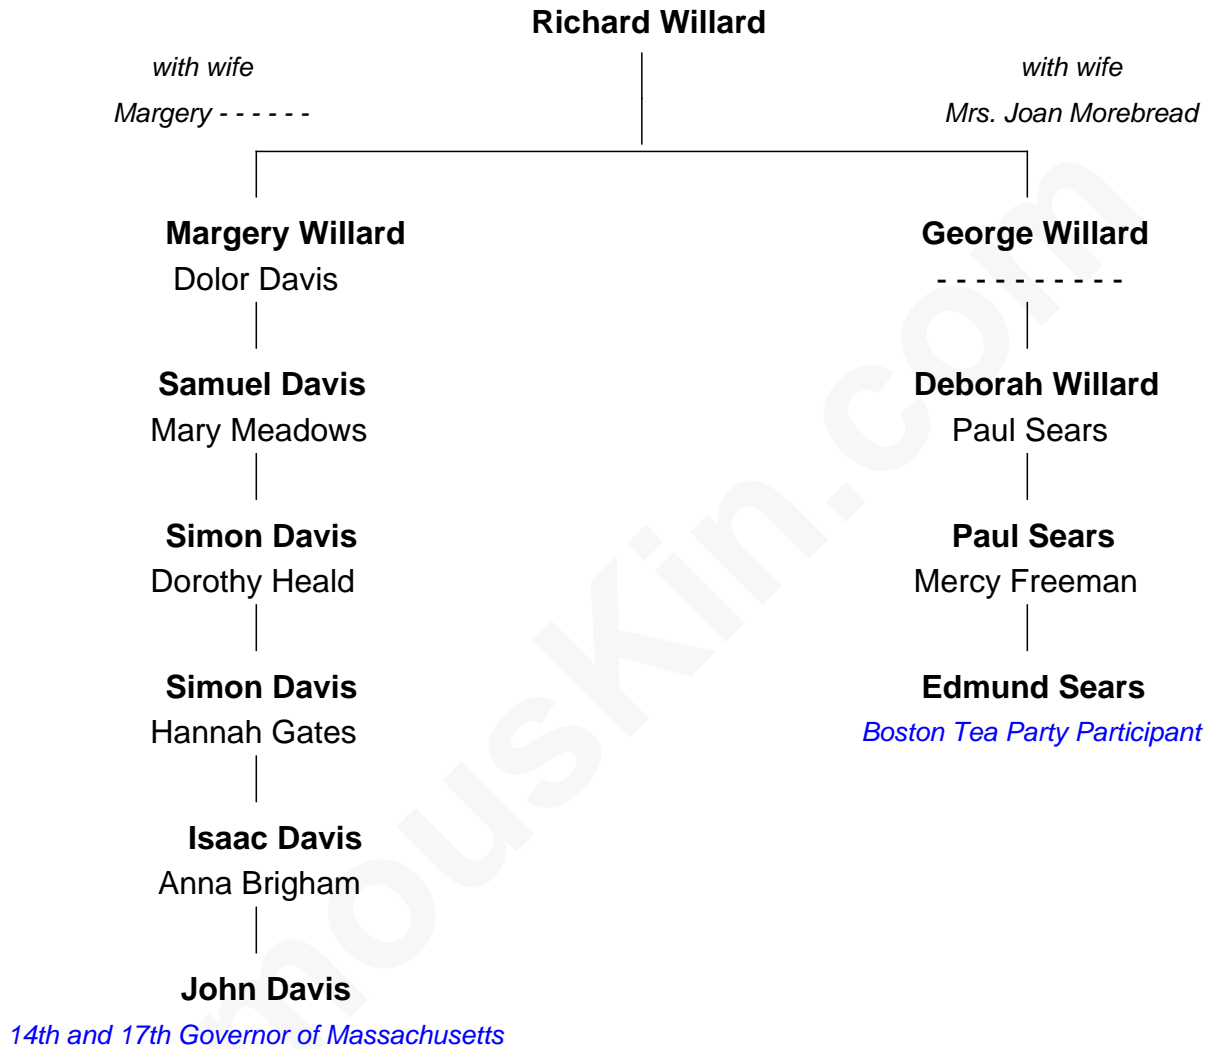 Richard Willard
with wife
Margery - - - - - -
with wife
Mrs. Joan Morebread
Margery Willard
Dolor Davis
George Willard
- - - - - - - - - -
Samuel Davis
Mary Meadows
Deborah Willard
Paul Sears
Simon Davis
Dorothy Heald
Paul Sears
Mercy Freeman
Simon Davis
Hannah Gates
Edmund Sears
Boston Tea Party Participant
Isaac Davis
Anna Brigham
John Davis
14th and 17th Governor of Massachusetts
mousKin.com